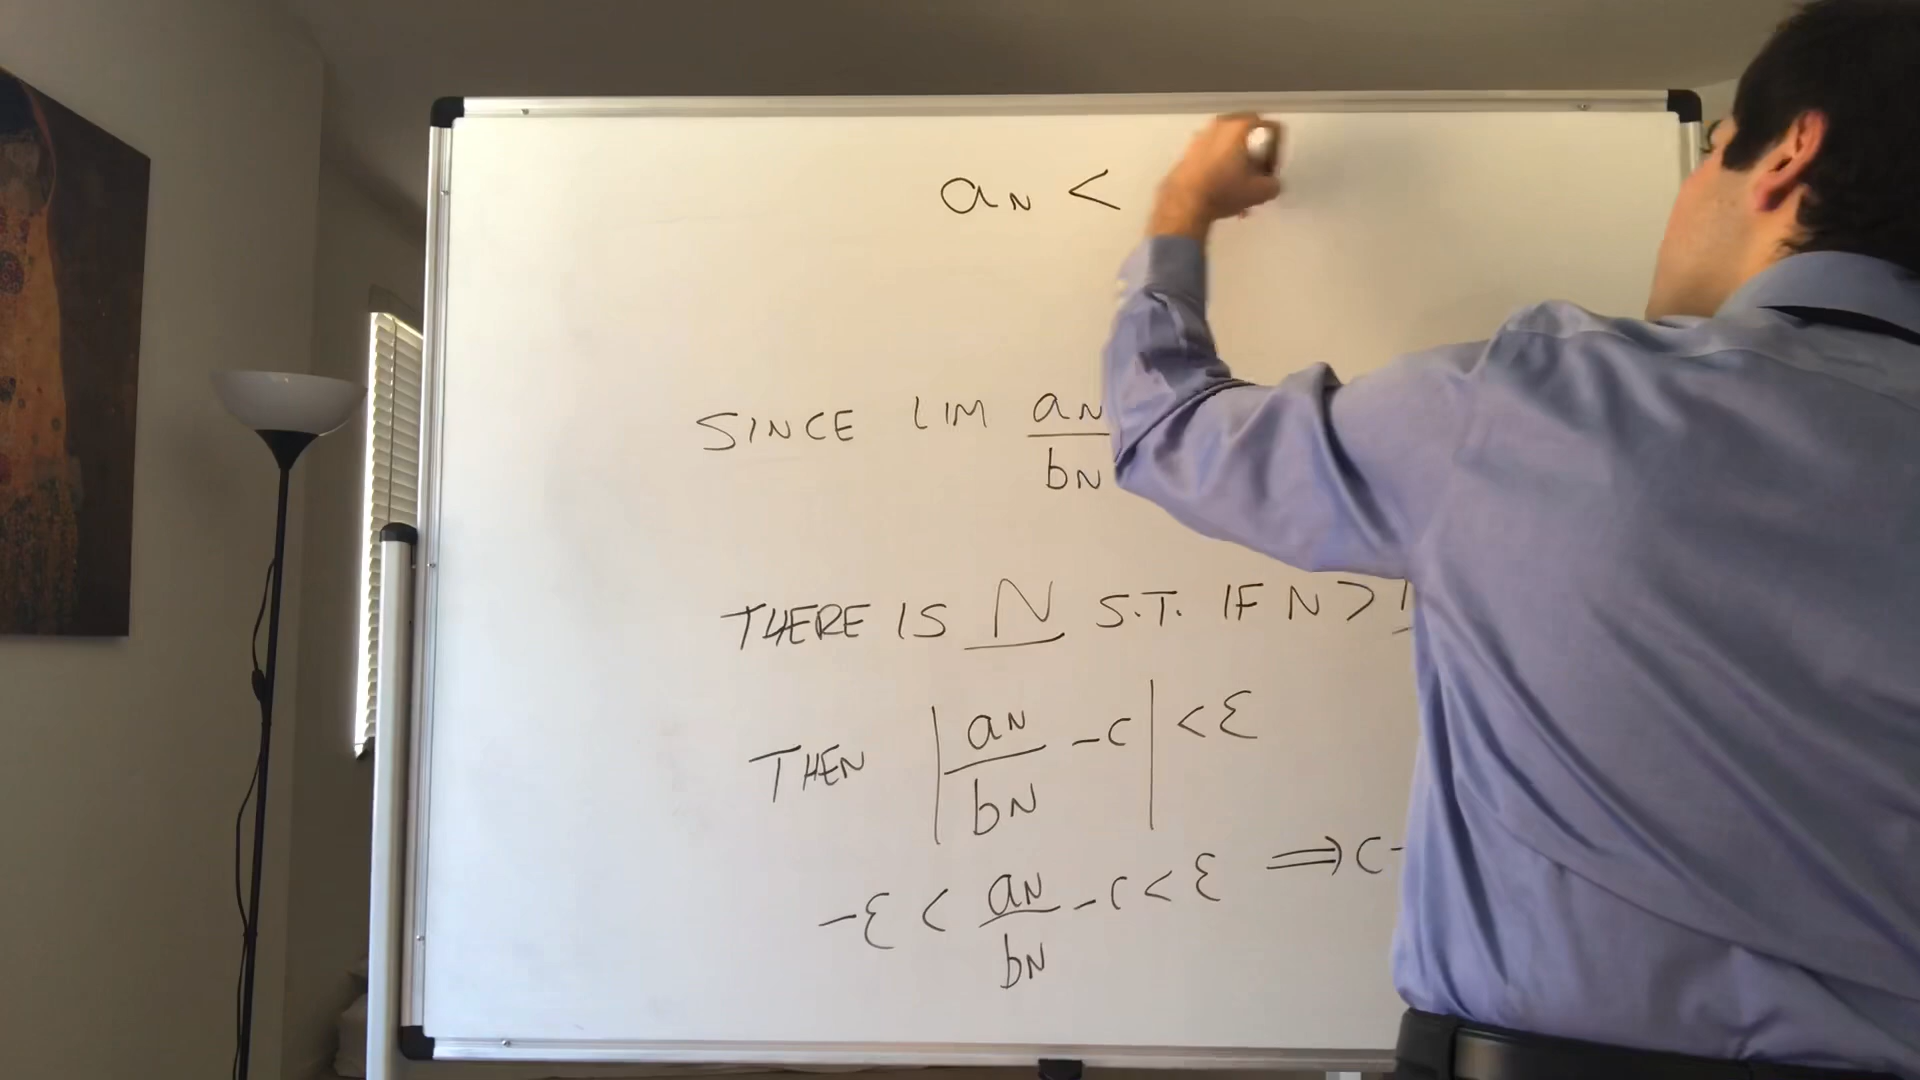 an <
SINCE LIM an/bn
THERE IS N S.T. IF N >
THEN |an/bn - c| < ε
-ε < an/bn - c < ε ⟹ c -